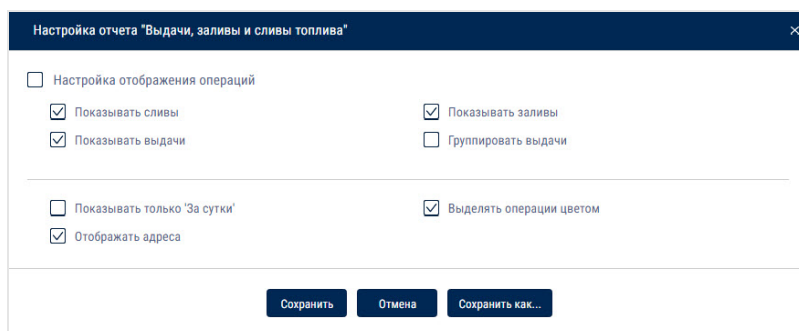 Настройка отчета "Выдачи, заливы и сливы топлива"
Настройка отображения операций
Показывать сливы
Показывать заливы
Показывать выдачи
Группировать выдачи
Показывать только 'За сутки'
Выделять операции цветом
Отображать адреса
Сохранить
Отмена
Сохранить как...